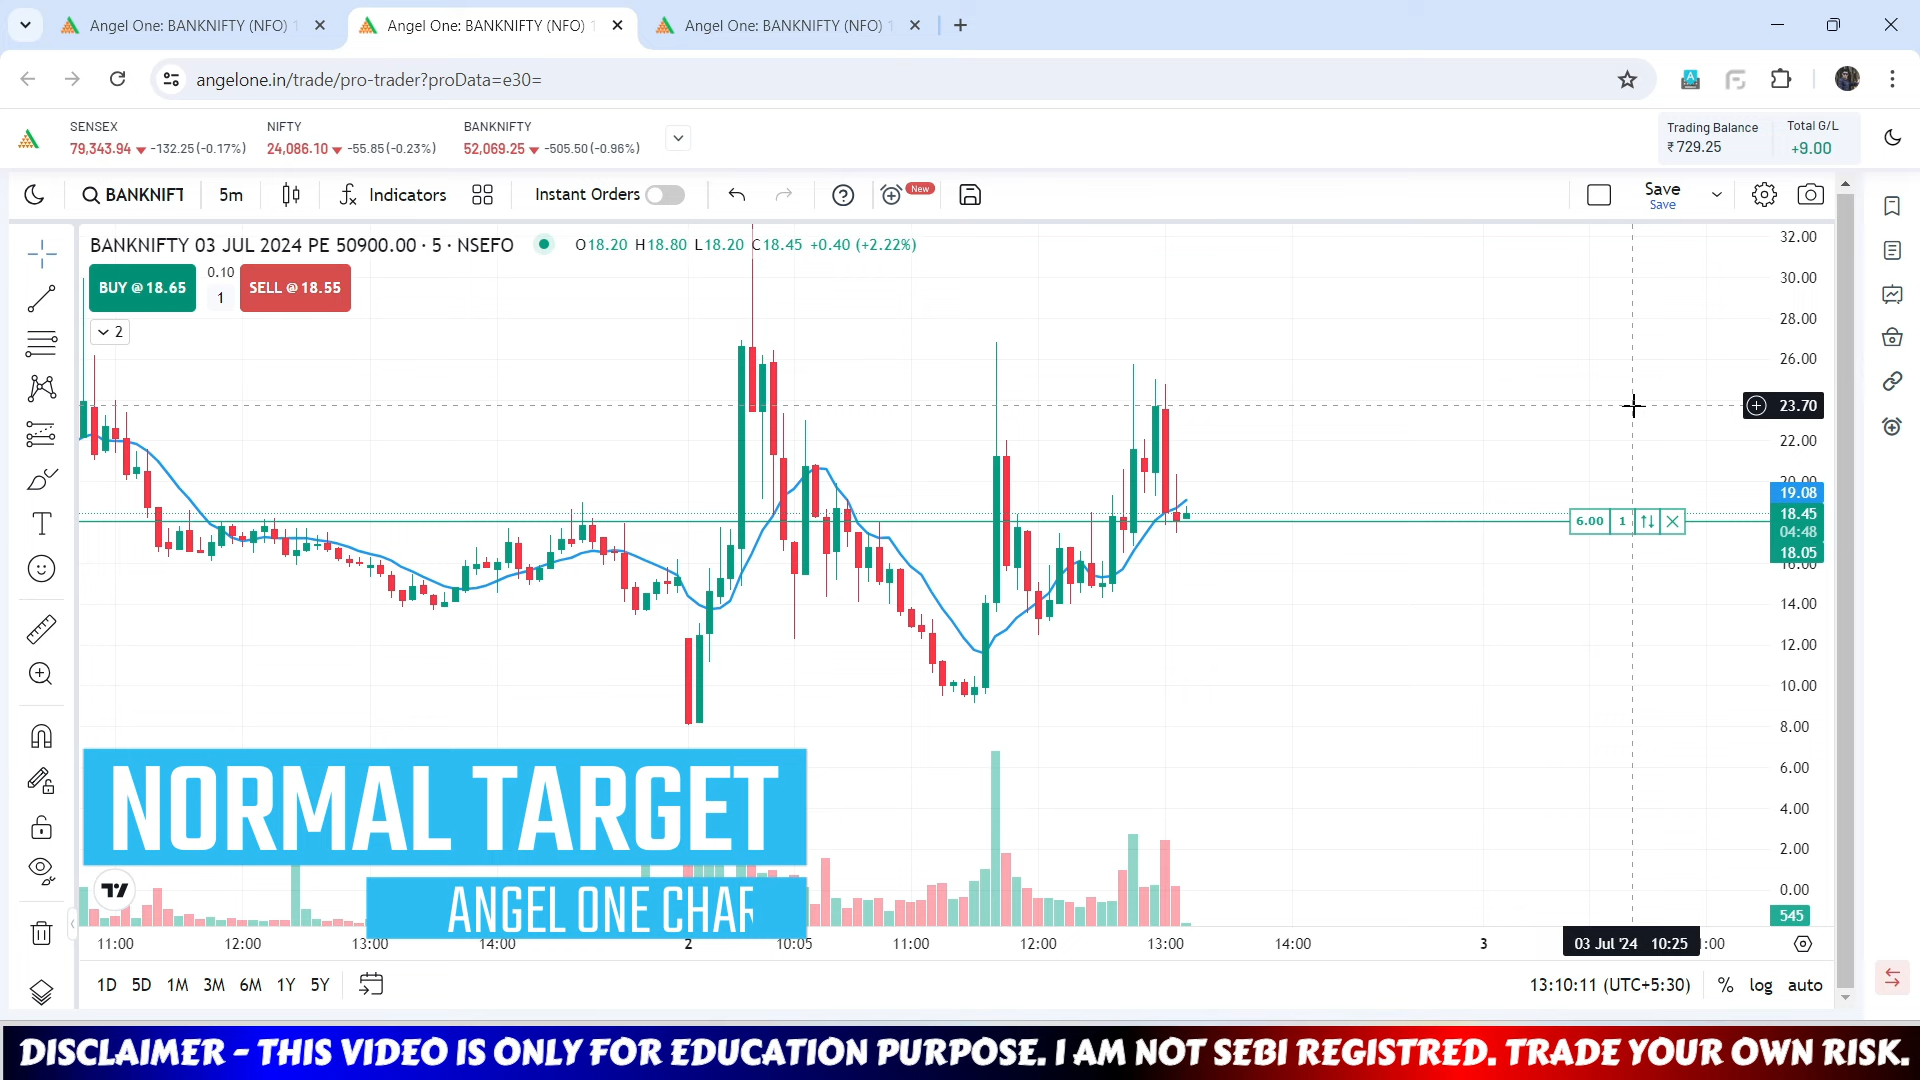 Angel One: BANKNIFTY (NFO) Angel One: BANKNIFTY (NFO) Angel One: BANKNIFTY (NFO)
angelone.in/trade/pro-trader?proData=e30=
SENSEX NIFTY BANKNIFTY
79,343.94 -132.25(-0.17%) 24,086.10 -55.85(-0.23%) 52,069.25 -505.50(-0.96%)
Trading Balance Total G/L
₹729.25 +9.00
BANKNIFT 5m Indicators Instant Orders New Save
Save
BANKNIFTY 03 JUL 2024 PE 50900.00 · 5 · NSEFO O18.20 H18.80 L18.20 C18.45 +0.40 (+2.22%)
BUY @ 18.65 0.10 SELL @ 18.55
1
2
32.00
30.00
28.00
26.00
23.70
22.00
20.00
19.08
6.00 1
18.45
04:48
18.05
16.00
14.00
12.00
10.00
8.00
6.00
4.00
2.00
0.00
545
NORMAL TARGET
ANGEL ONE CHAR
11:00 12:00 13:00 14:00 2 10:05 11:00 12:00 13:00 14:00 3 03 Jul '24 10:25 :00
1D 5D 1M 3M 6M 1Y 5Y 13:10:11 (UTC+5:30) % log auto
DISCLAIMER - THIS VIDEO IS ONLY FOR EDUCATION PURPOSE. I AM NOT SEBI REGISTRED. TRADE YOUR OWN RISK.